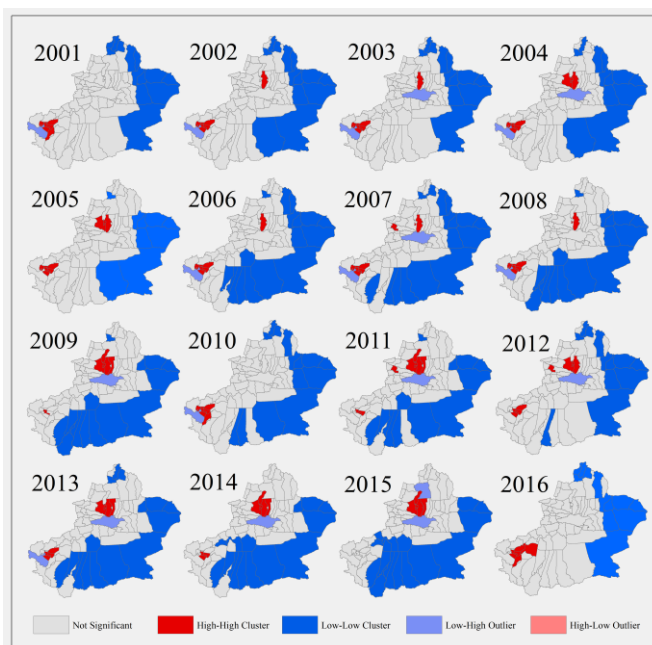 2001 2002 2003 2004
2005 2006 2007 2008
2009 2010 2011 2012
2013 2014 2015 2016
Not Significant High-High Cluster Low-Low Cluster Low-High Outlier High-Low Outlier